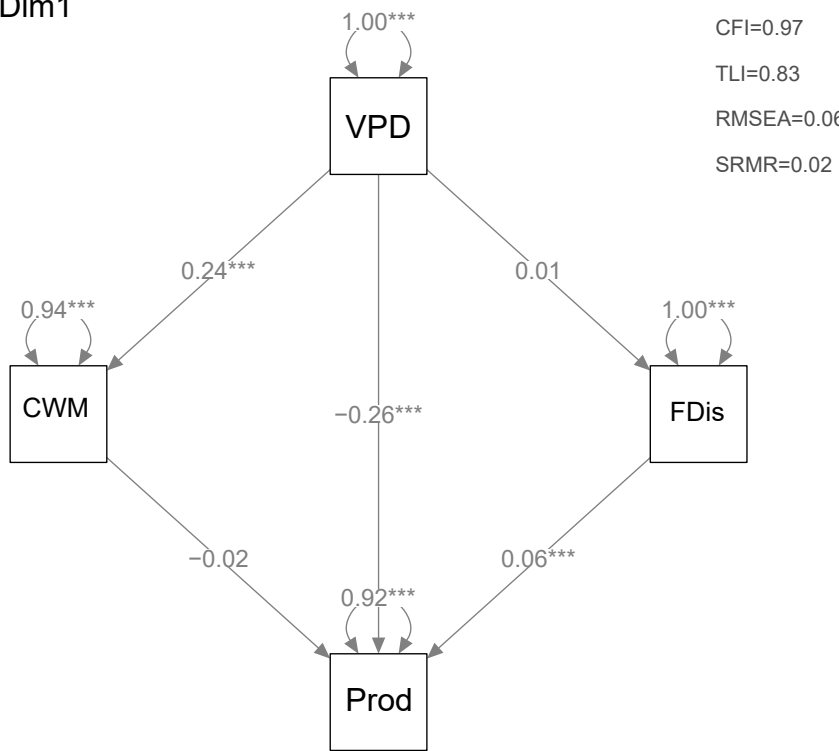 Dim1
1.00***
CFI=0.97
TLI=0.83
RMSEA=0.06
SRMR=0.02
VPD
0.24***
0.01
0.94***
1.00***
CWM
−0.26***
FDis
−0.02
0.06***
0.92***
Prod